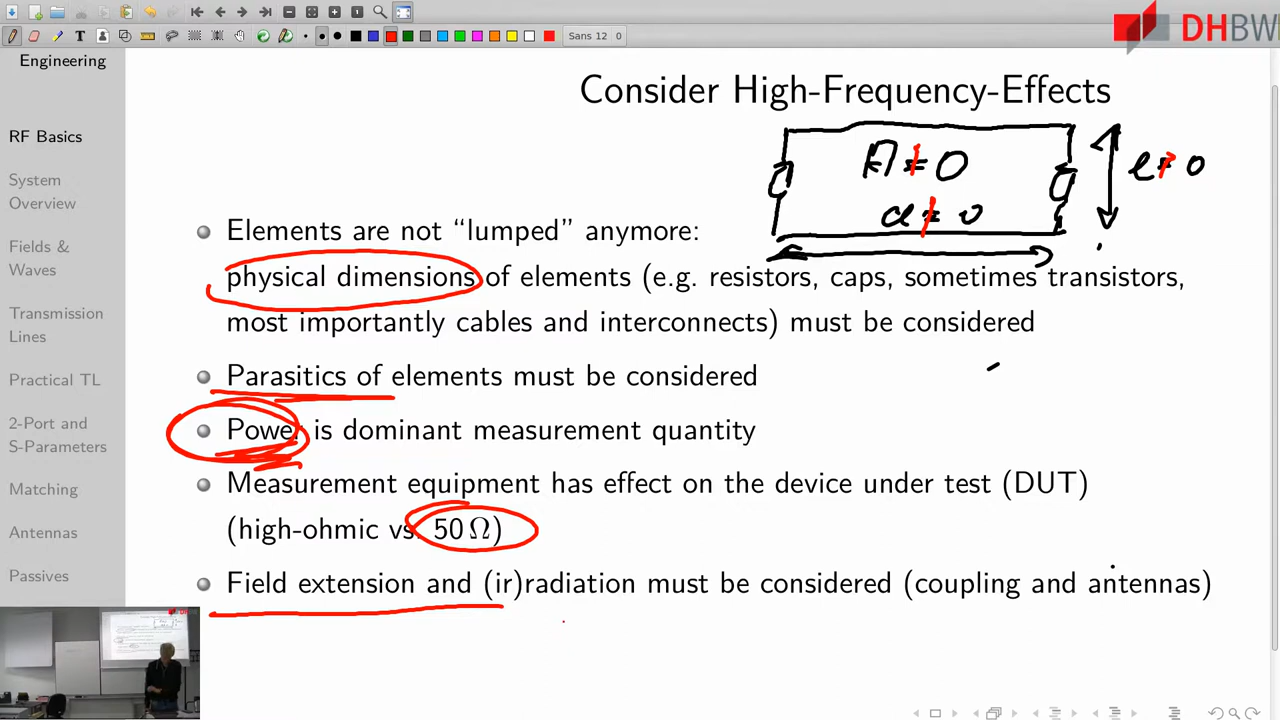 Sans 12 0
DHBW
Engineering
RF Basics
System
Overview
Fields &
Waves
Transmission
Lines
Practical TL
2-Port and
S-Parameters
Matching
Antennas
Passives
Consider High-Frequency-Effects
A = 0
d = 0
l = 0
Elements are not “lumped” anymore:
physical dimensions of elements (e.g. resistors, caps, sometimes transistors,
most importantly cables and interconnects) must be considered
Parasitics of elements must be considered
Power is dominant measurement quantity
Measurement equipment has effect on the device under test (DUT)
(high-ohmic vs. 50 Ω)
Field extension and (ir)radiation must be considered (coupling and antennas)